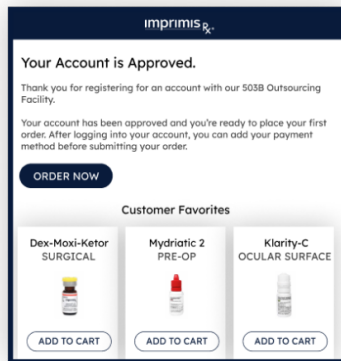 imprimis Rx
Your Account is Approved.
Thank you for registering for an account with our 503B Outsourcing
Facility.
Your account has been approved and you're ready to place your first
order. After logging into your account, you can add your payment
method before submitting your order.
ORDER NOW
Customer Favorites
Dex-Moxi-Ketor
SURGICAL
Mydriatic 2
PRE-OP
Klarity-C
OCULAR SURFACE
ADD TO CART
ADD TO CART
ADD TO CART